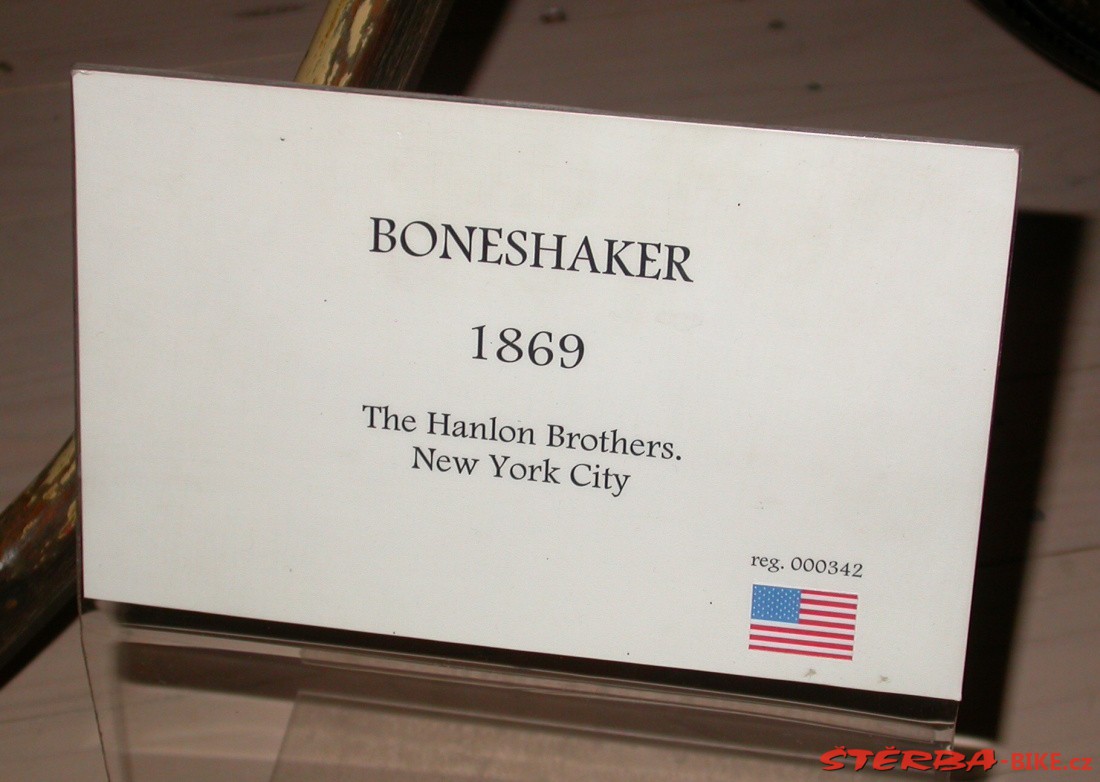 BONESHAKER
1869
The Hanlon Brothers.
New York City
reg. 000342
ŠTĚRBA-BIKE.cz